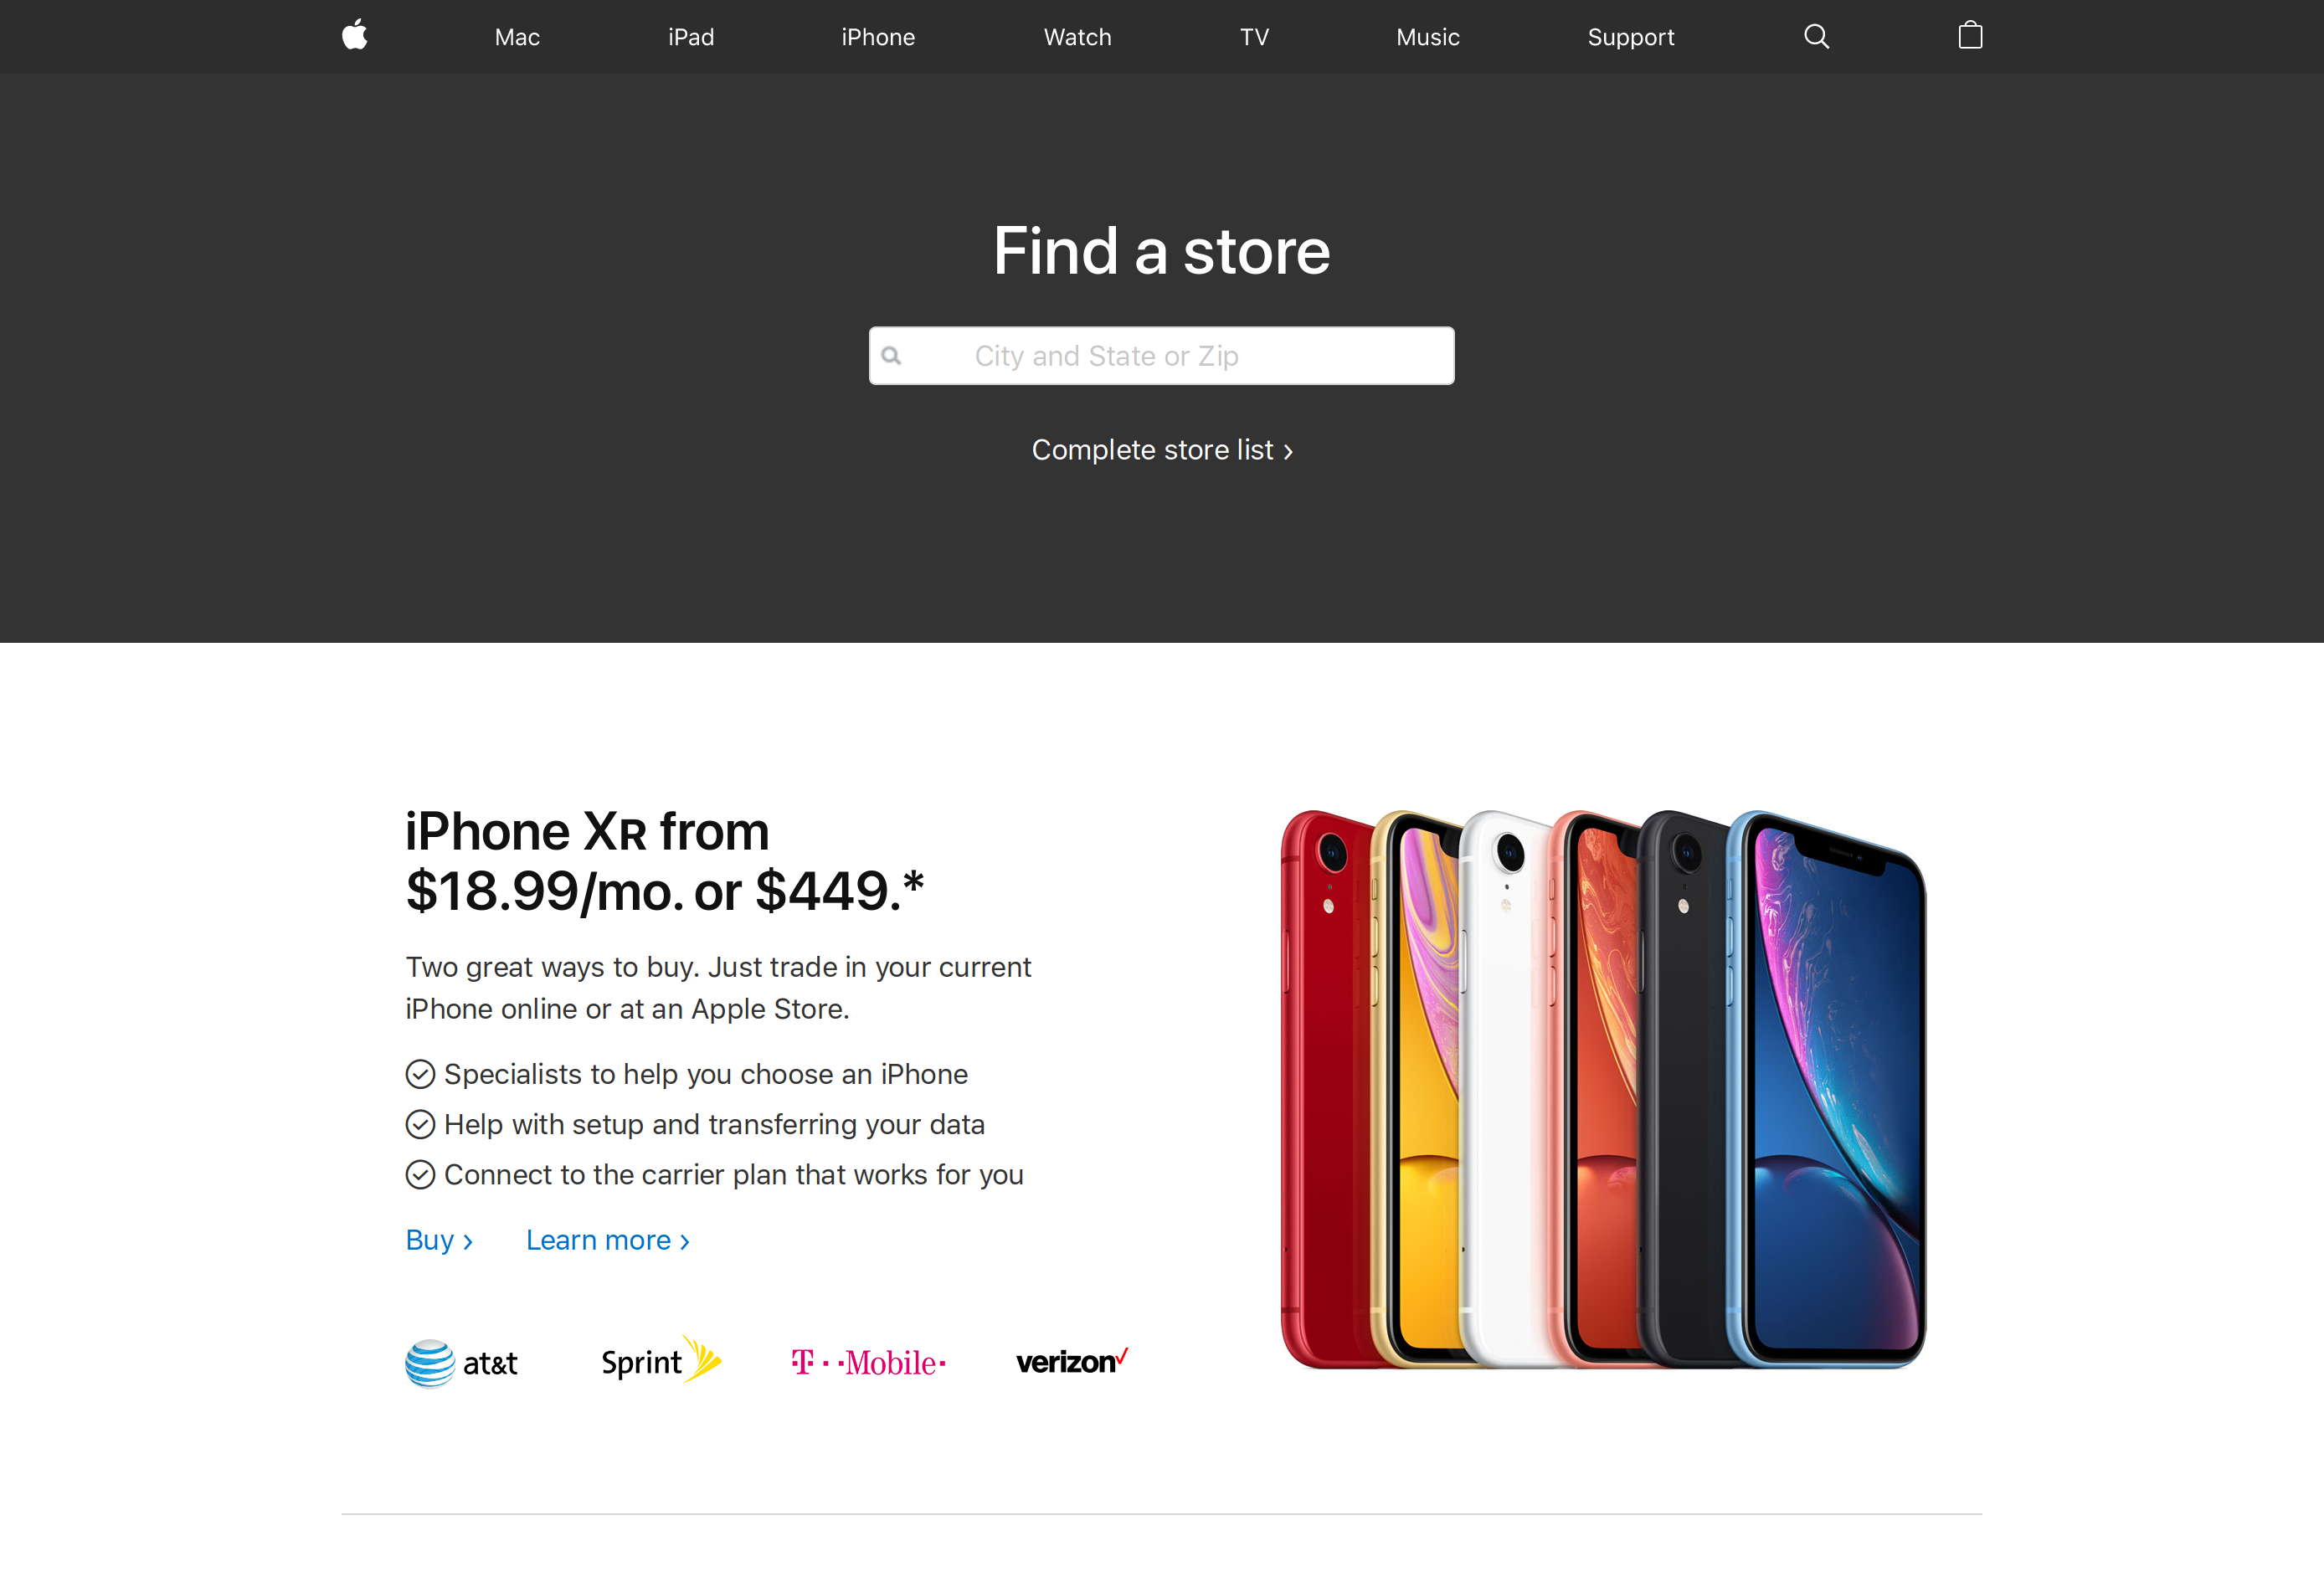 Mac
iPad
iPhone
Watch
TV
Music
Support
Find a store
City and State or Zip
Complete store list ›
iPhone XR from
$18.99/mo. or $449.*
Two great ways to buy. Just trade in your current
iPhone online or at an Apple Store.
Specialists to help you choose an iPhone
Help with setup and transferring your data
Connect to the carrier plan that works for you
Buy ›
Learn more ›
at&t
Sprint
T··Mobile·
verizon✓